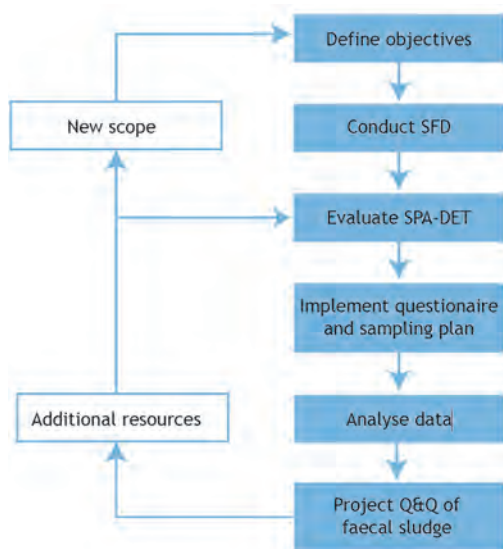 Define objectives
New scope
Conduct SFD
Evaluate SPA-DET
Implement questionaire
and sampling plan
Additional resources
Analyse data
Project Q&Q of
faecal sludge